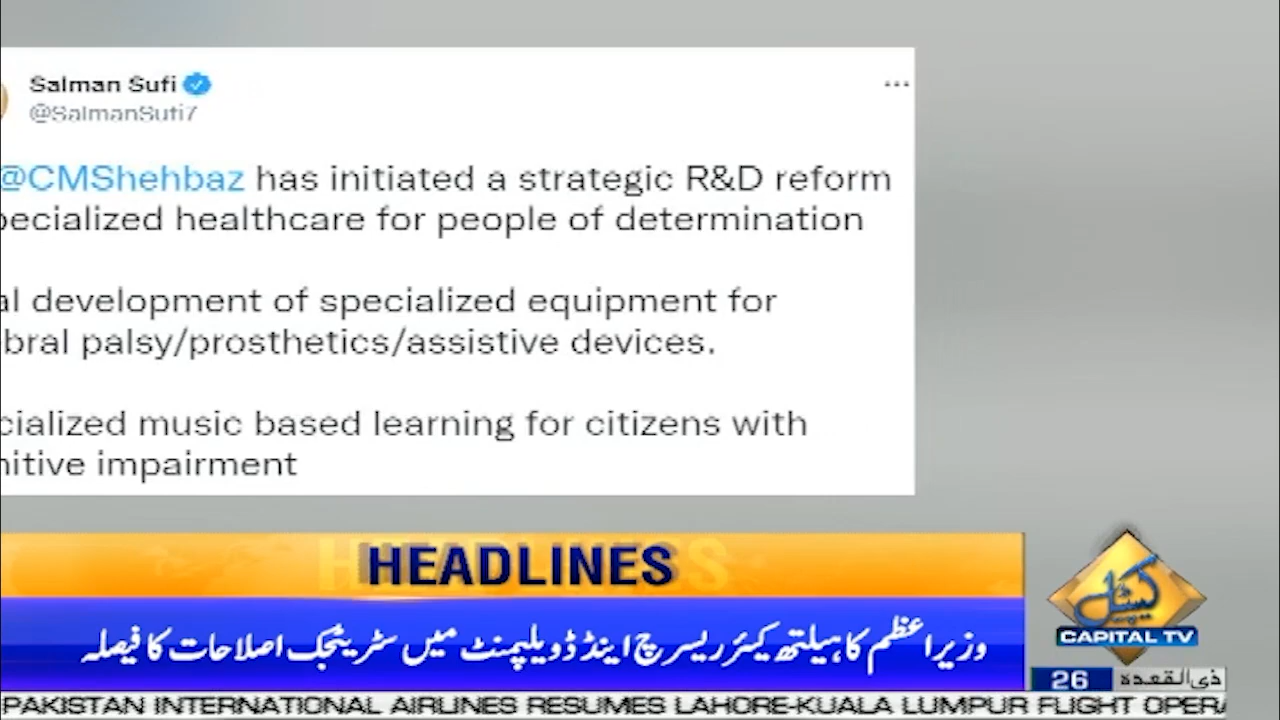 Salman Sufi
@SalmanSufi7
@CMShehbaz has initiated a strategic R&D reform
pecialized healthcare for people of determination
al development of specialized equipment for
bral palsy/prosthetics/assistive devices.
cialized music based learning for citizens with
nitive impairment
HEADLINES
وزیراعظم کا ہیلتھ کیئر ریسرچ اینڈ ڈویلپمنٹ میں سٹریٹجک اصلاحات کا فیصلہ
کیپیٹل
CAPITAL TV
26 ذی القعدہ
PAKISTAN INTERNATIONAL AIRLINES RESUMES LAHORE-KUALA LUMPUR FLIGHT OPERA